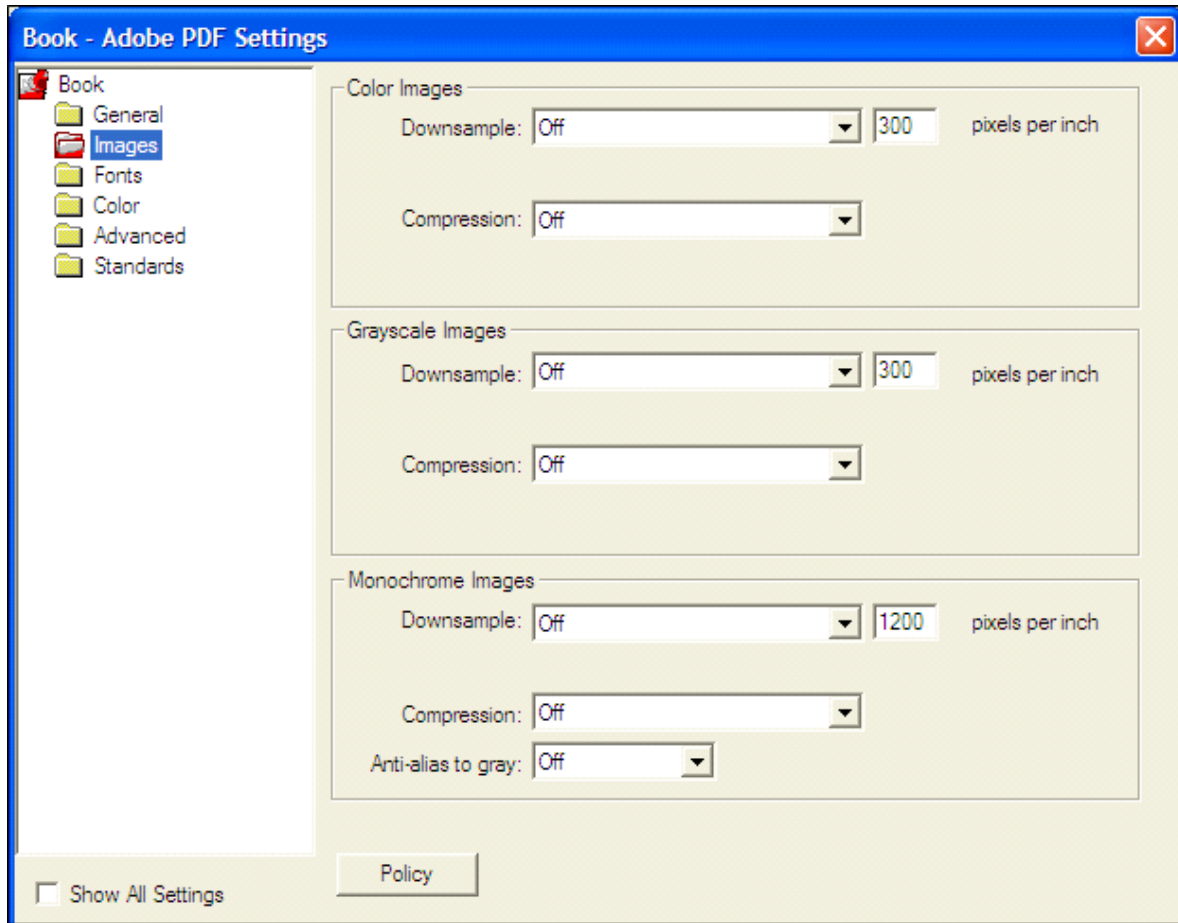 Book - Adobe PDF Settings
Book
General
Images
Fonts
Color
Advanced
Standards
Show All Settings
Color Images
Downsample: Off 300 pixels per inch
Compression: Off
Grayscale Images
Downsample: Off 300 pixels per inch
Compression: Off
Monochrome Images
Downsample: Off 1200 pixels per inch
Compression: Off
Anti-alias to gray: Off
Policy